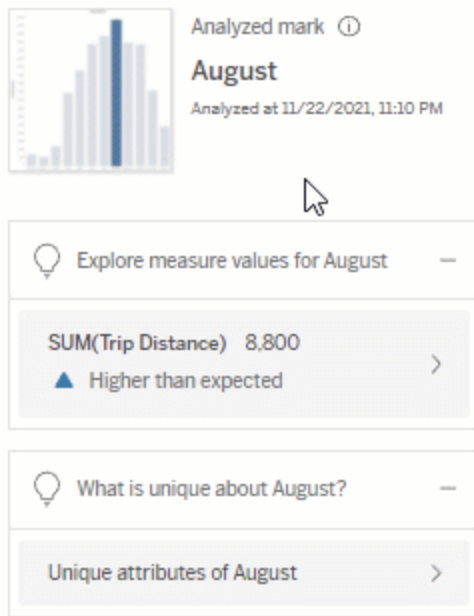 Analyzed mark
August
Analyzed at 11/22/2021, 11:10 PM
Explore measure values for August
SUM(Trip Distance) 8,800
Higher than expected
What is unique about August?
Unique attributes of August